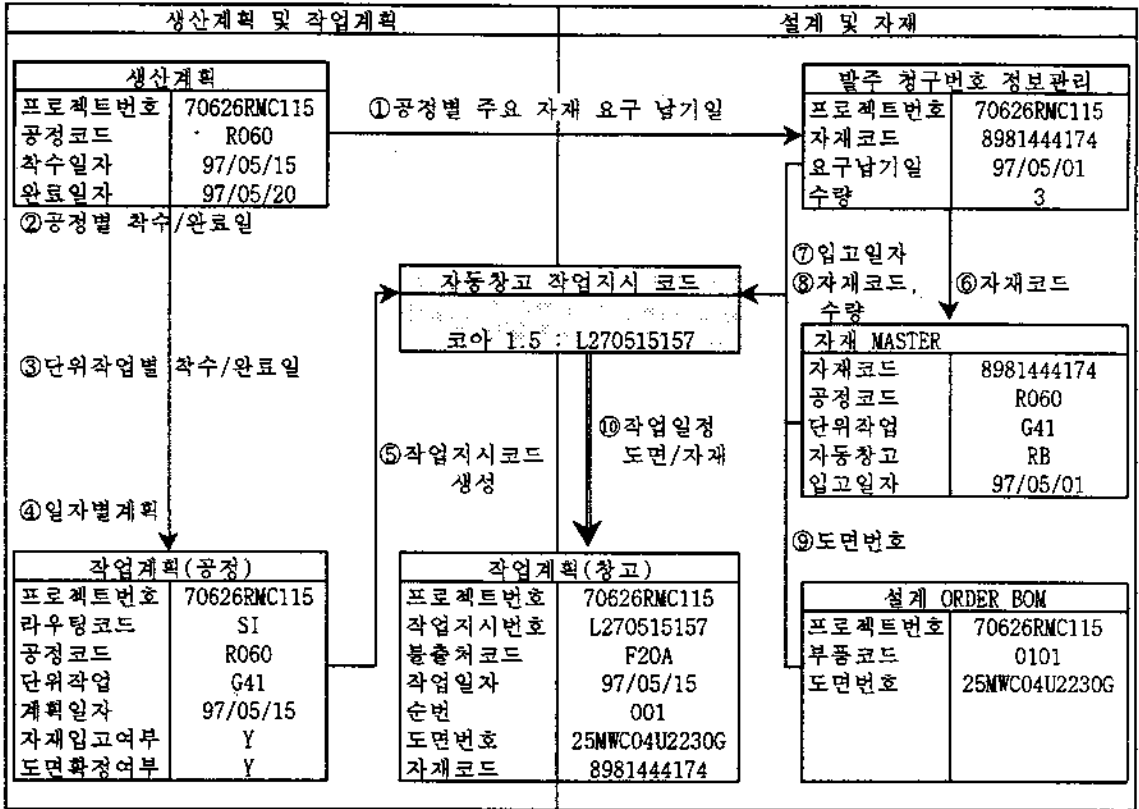 생산계획 및 작업계획
설계 및 자재
생산계획
프로젝트번호 70626RMC115
공정코드 R060
착수일자 97/05/15
완료일자 97/05/20
①공정별 주요 자재 요구 납기일
발주 청구번호 정보관리
프로젝트번호 70626RMC115
자재코드 8981444174
요구납기일 97/05/01
수량 3
②공정별 착수/완료일
⑦입고일자
⑧자재코드,
수량
⑥자재코드
자동창고 작업지시 코드
코아 1.5 : L270515157
③단위작업별 착수/완료일
자재 MASTER
자재코드 8981444174
공정코드 R060
단위작업 G41
자동창고 RB
입고일자 97/05/01
⑩작업일정
도면/자재
⑤작업지시코드
생성
④일자별계획
⑨도면번호
작업계획(공정)
프로젝트번호 70626RMC115
라우팅코드 SI
공정코드 R060
단위작업 G41
계획일자 97/05/15
자재입고여부 Y
도면확정여부 Y
작업계획(창고)
프로젝트번호 70626RMC115
작업지시번호 L270515157
불출처코드 F20A
작업일자 97/05/15
순번 001
도면번호 25MWC04U2230G
자재코드 8981444174
설계 ORDER BOM
프로젝트번호 70626RMC115
부품코드 0101
도면번호 25MWC04U2230G